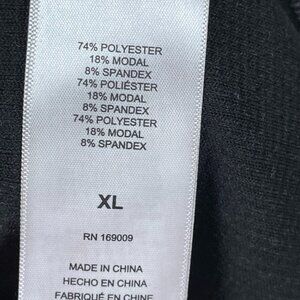 74% POLYESTER
18% MODAL
8% SPANDEX
74% POLIÉSTER
18% MODAL
8% SPANDEX
74% POLYESTER
18% MODAL
8% SPANDEX
XL
RN 169009
MADE IN CHINA
HECHO EN CHINA
FABRIQUÉ EN CHINE